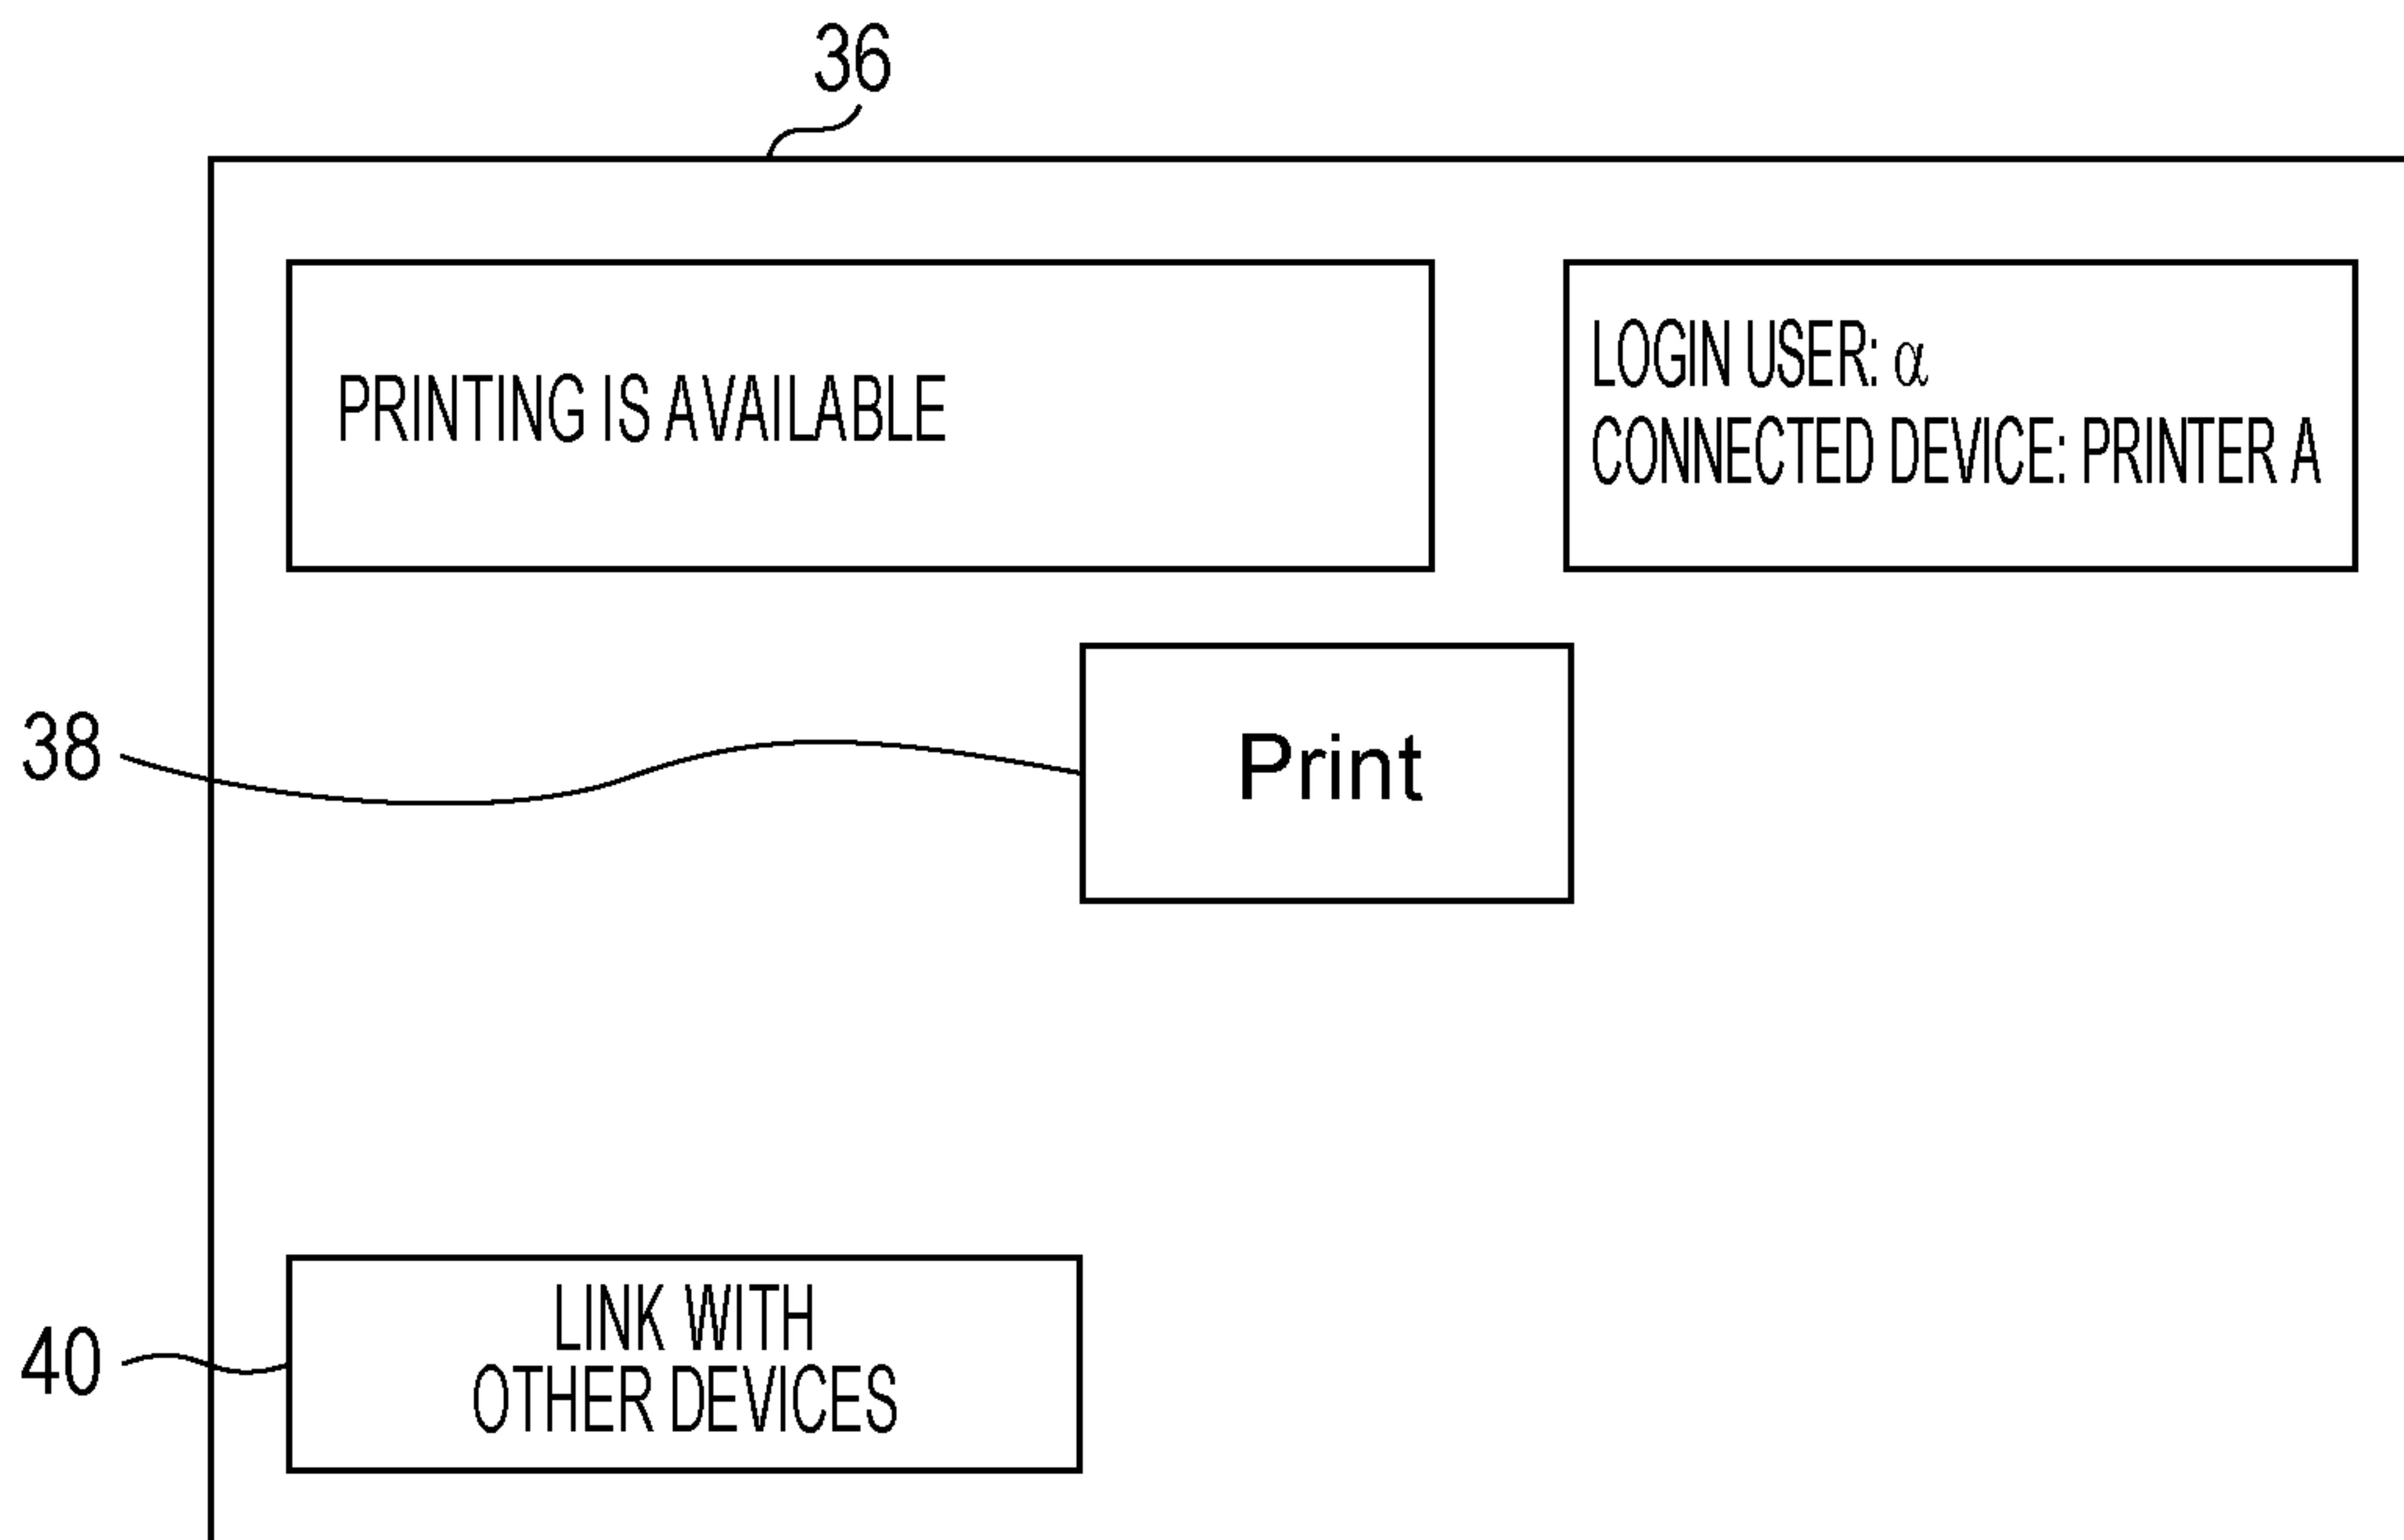 36
PRINTING IS AVAILABLE
LOGIN USER: α
CONNECTED DEVICE: PRINTER A
38
Print
40
LINK WITH
OTHER DEVICES